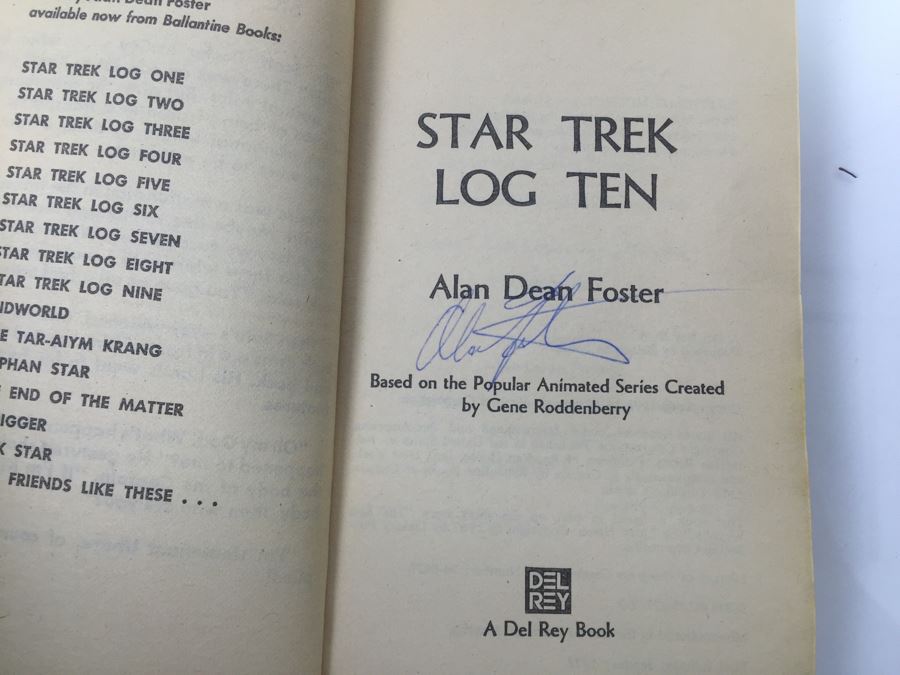 Dean Foster
available now from Ballantine Books:
STAR TREK LOG ONE
STAR TREK LOG TWO
STAR TREK LOG THREE
STAR TREK LOG FOUR
STAR TREK LOG FIVE
STAR TREK LOG SIX
STAR TREK LOG SEVEN
STAR TREK LOG EIGHT
TAR TREK LOG NINE
IDWORLD
E TAR-AIYM KRANG
PHAN STAR
END OF THE MATTER
IGGER
K STAR
FRIENDS LIKE THESE . . .
STAR TREK
LOG TEN
Alan Dean Foster
Based on the Popular Animated Series Created
by Gene Roddenberry
DEL
REY
A Del Rey Book